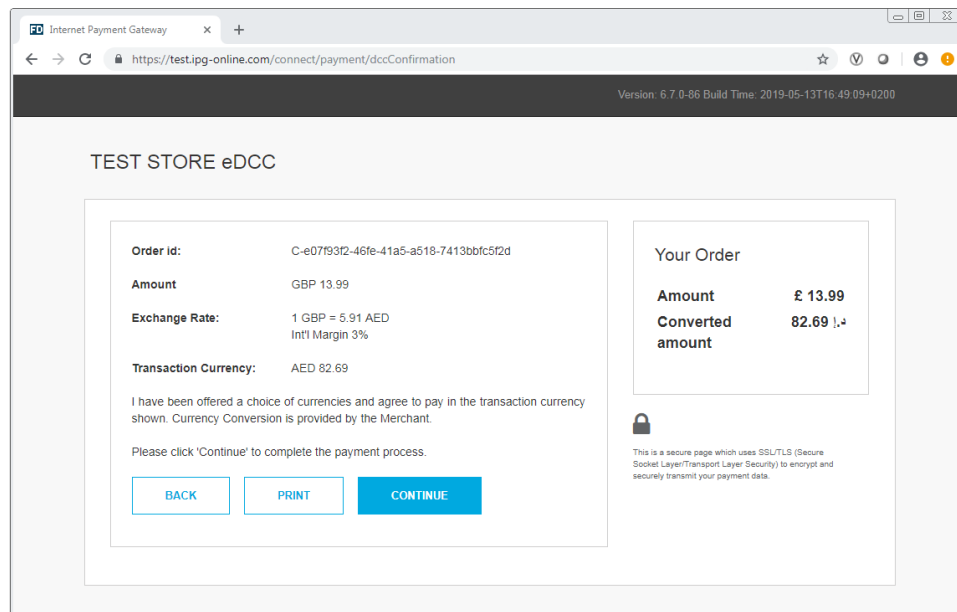 FD Internet Payment Gateway
https://test.ipg-online.com/connect/payment/dccConfirmation
Version: 6.7.0-86 Build Time: 2019-05-13T16:49:09+0200
TEST STORE eDCC
Order id: C-e07f93f2-46fe-41a5-a518-7413bbfc5f2d
Amount GBP 13.99
Exchange Rate: 1 GBP = 5.91 AED
Int'l Margin 3%
Transaction Currency: AED 82.69
I have been offered a choice of currencies and agree to pay in the transaction currency
shown. Currency Conversion is provided by the Merchant.
Please click 'Continue' to complete the payment process.
BACK PRINT CONTINUE
Your Order
Amount £ 13.99
Converted 82.69 د.إ
amount
This is a secure page which uses SSL/TLS (Secure
Socket Layer/Transport Layer Security) to encrypt and
securely transmit your payment data.